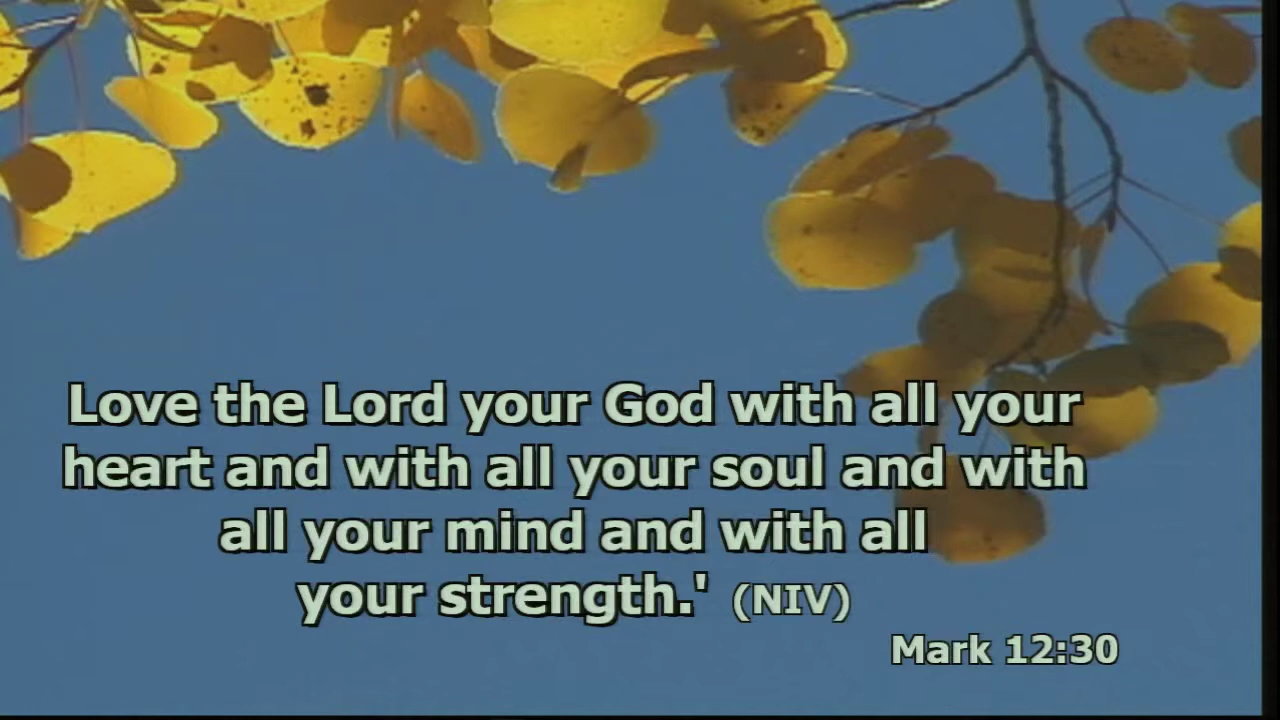 Love the Lord your God with all your
heart and with all your soul and with
all your mind and with all
your strength.' (NIV)
Mark 12:30